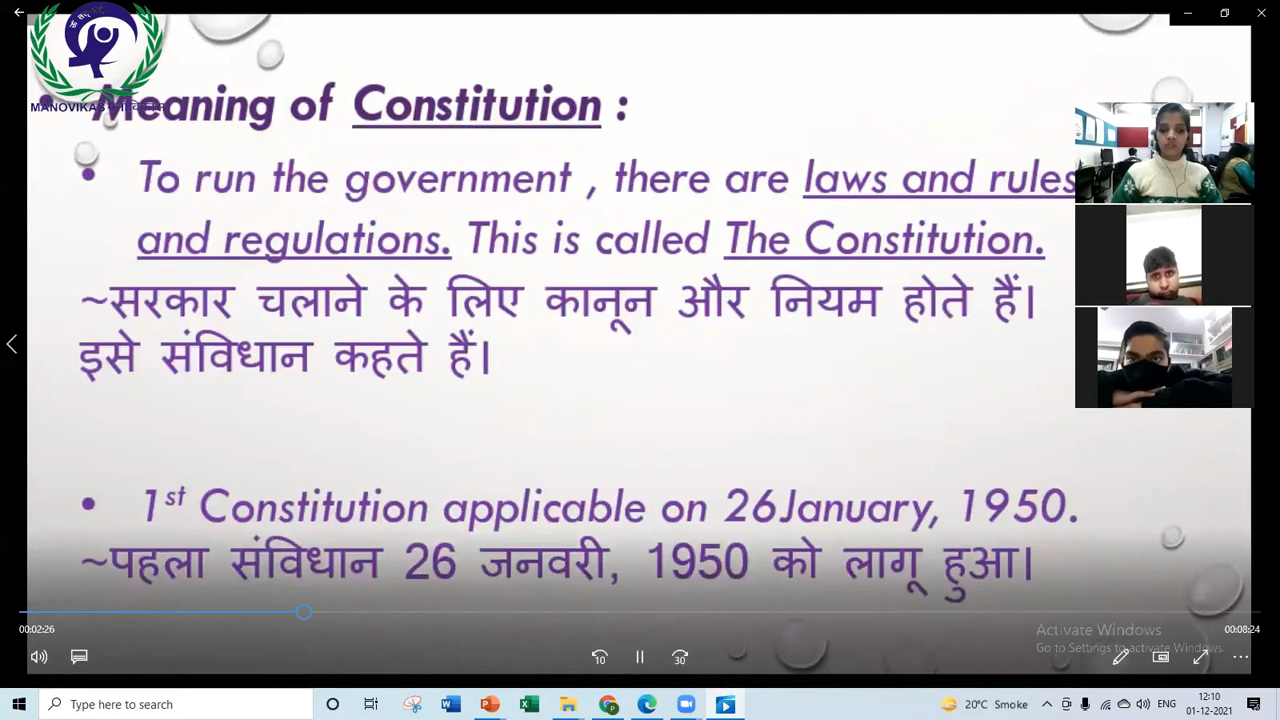 MANOVIKAS
Meaning of Constitution :
• To run the government , there are laws and rules
and regulations. This is called The Constitution.
~सरकार चलाने के लिए कानून और नियम होते हैं।
इसे संविधान कहते हैं।
• 1st Constitution applicable on 26January, 1950.
~पहला संविधान 26 जनवरी, 1950 को लागू हुआ।
00:02:26
00:08:24
Activate Windows
Go to Settings to activate Windows.
10
30
Type here to search
20°C Smoke
ENG
12:10
01-12-2021